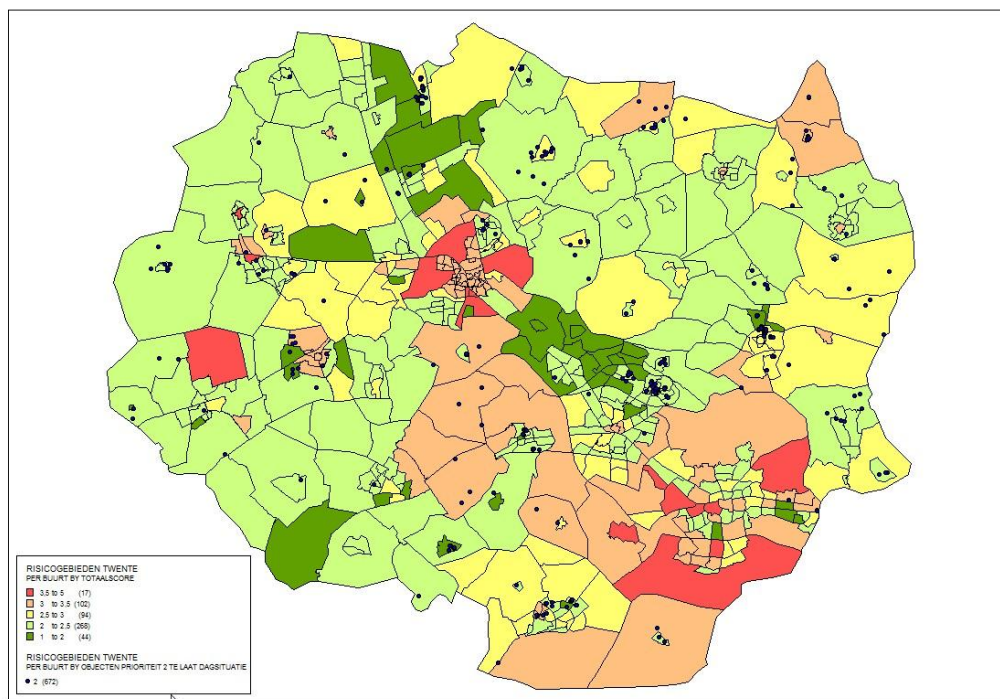 RISICOGEBIEDEN TWENTE
PER BUURT BY TOTAALSCORE
3,5 to 5 (17)
3 to 3,5 (102)
2,5 to 3 (94)
2 to 2,5 (268)
1 to 2 (44)
RISICOGEBIEDEN TWENTE
PER BUURT BY OBJECTEN PRIORITEIT 2 TE LAAT DAGSITUATIE
2 (672)